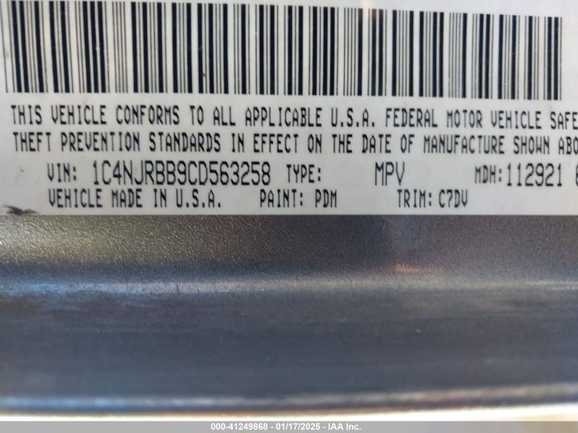 THIS VEHICLE CONFORMS TO ALL APPLICABLE U.S.A. FEDERAL MOTOR VEHICLE SAFE
THEFT PREVENTION STANDARDS IN EFFECT ON THE DATE OF MANUFACTURE SHOWN ABO
VIN: 1C4NJRBB9CD563258 TYPE: MPV MDH:112921
VEHICLE MADE IN U.S.A. PAINT: PDM TRIM: C7DV
000-41249868 - 01/17/2025 - IAA Inc.